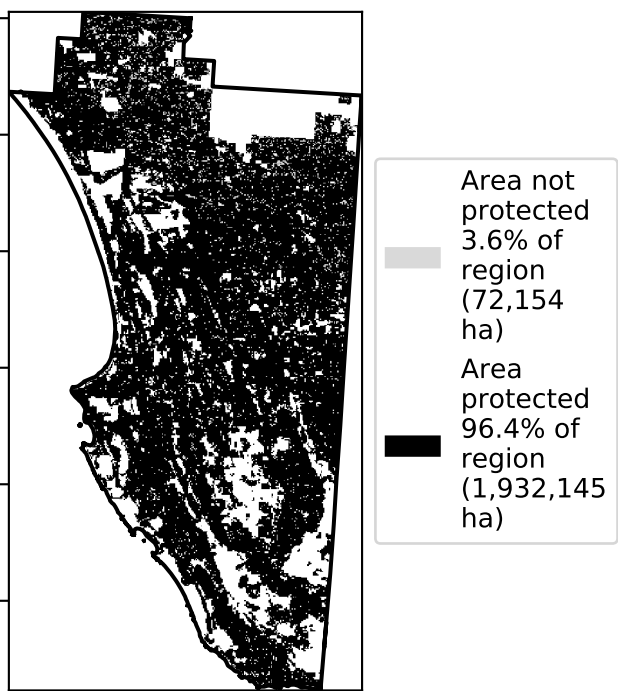 Area not
protected
3.6% of
region
(72,154
ha)
Area
protected
96.4% of
region
(1,932,145
ha)